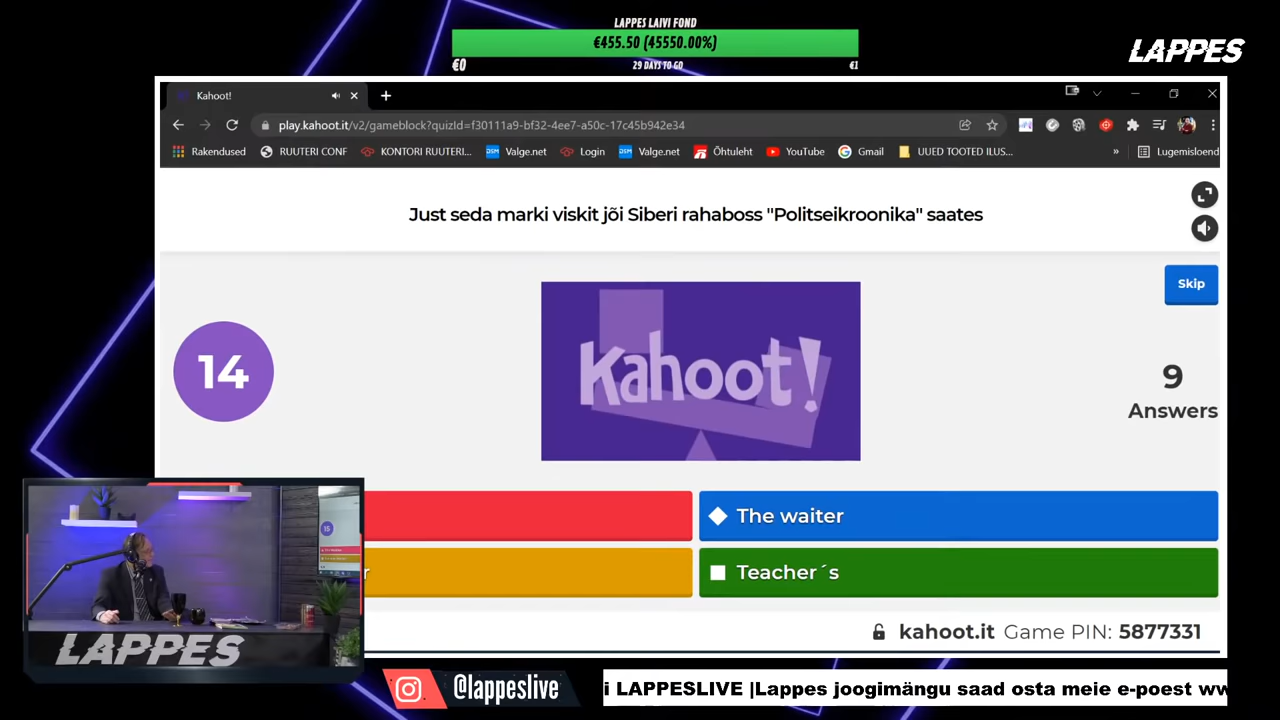 LAPPES LAIVI FOND
€455.50 (45550.00%)
€0
29 DAYS TO GO
€1
LAPPES
Kahoot!
play.kahoot.it/v2/gameblock?quizId=f30111a9-bf32-4ee7-a50c-17c45b942e34
Rakendused
RUUTERI CONF
KONTORI RUUTERI...
DSM Valge.net
Login
DSM Valge.net
Õhtuleht
YouTube
Gmail
UUED TOOTED ILUS...
»
Lugemisloend
Just seda marki viskit jõi Siberi rahaboss "Politseikroonika" saates
Skip
14
Kahoot!
9
Answers
The waiter
r
Teacher´s
15
LAPPES
kahoot.it Game PIN: 5877331
@lappeslive
i LAPPESLIVE |Lappes joogimängu saad osta meie e-poest ww